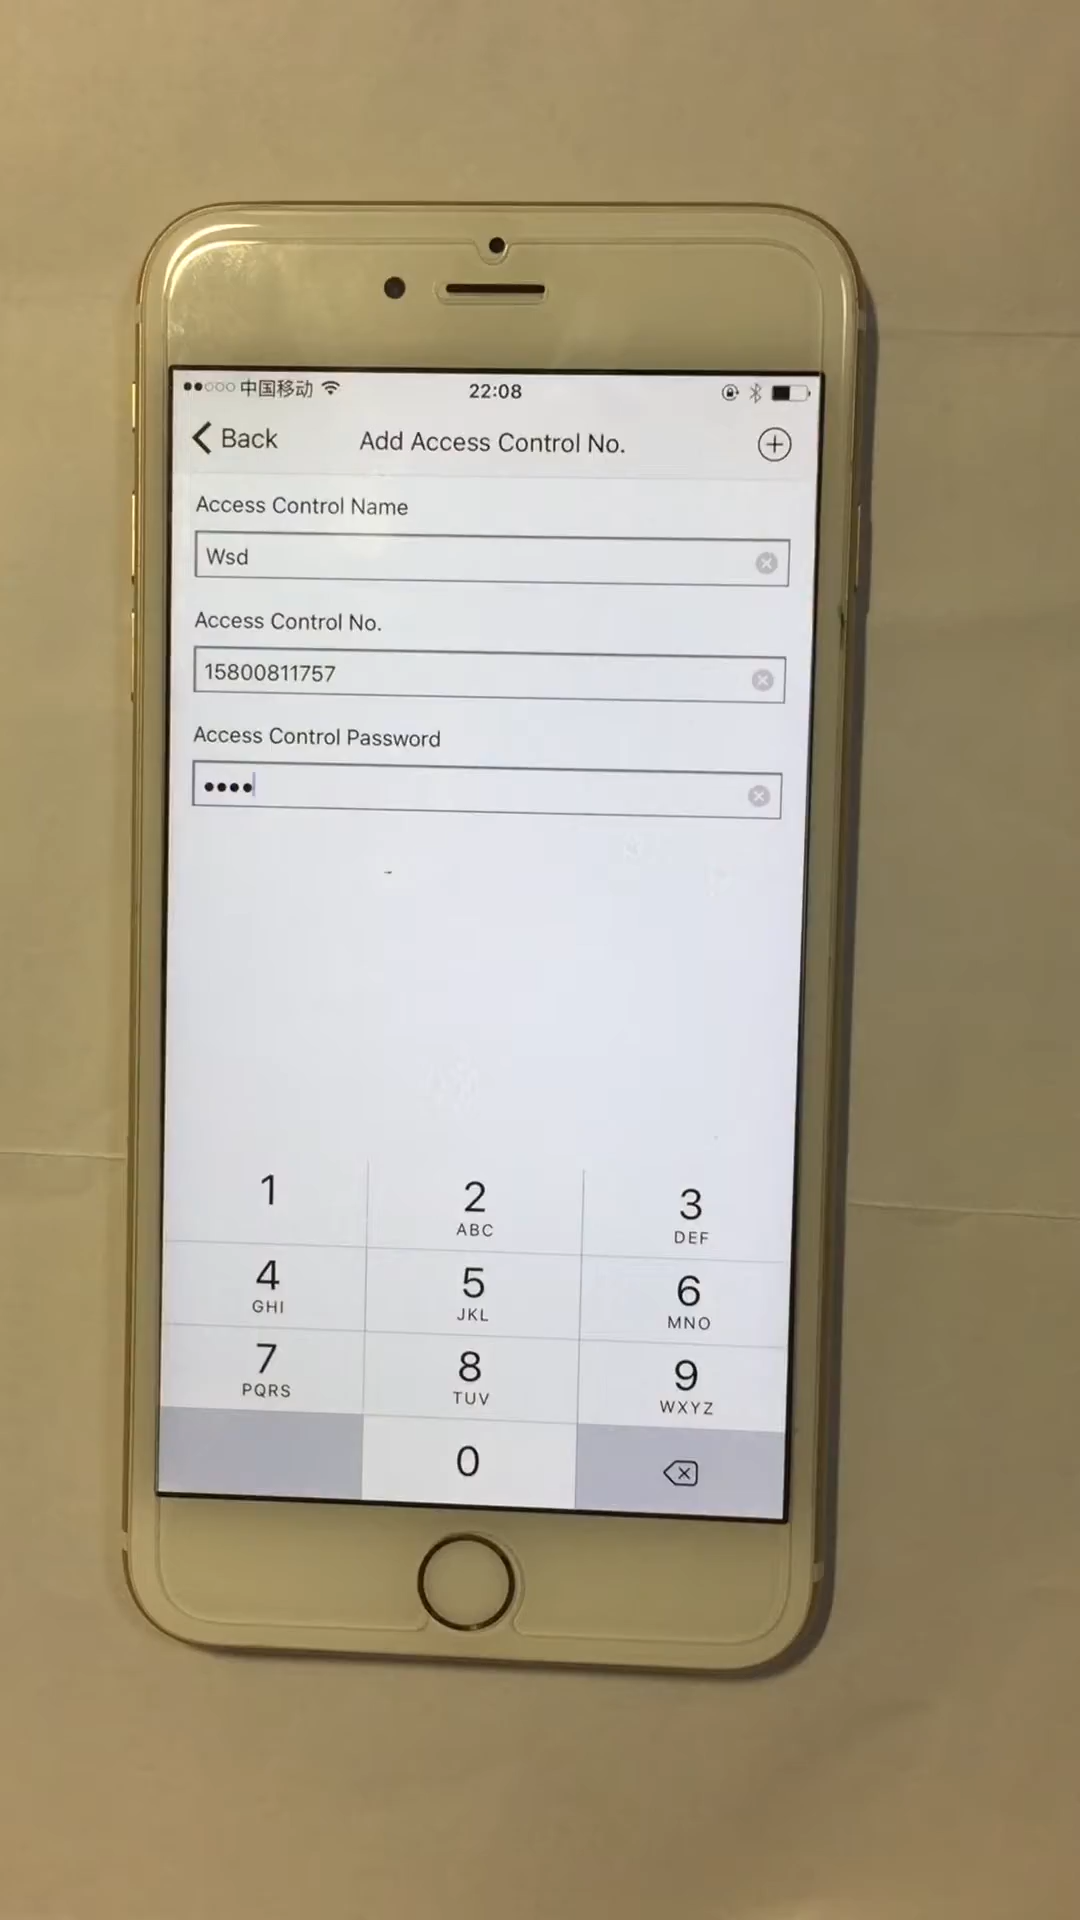 中国移动 22:08
Back Add Access Control No.
Access Control Name
Wsd
Access Control No.
15800811757
Access Control Password
••••
1 2 3
ABC DEF
4 5 6
GHI JKL MNO
7 8 9
PQRS TUV WXYZ
0